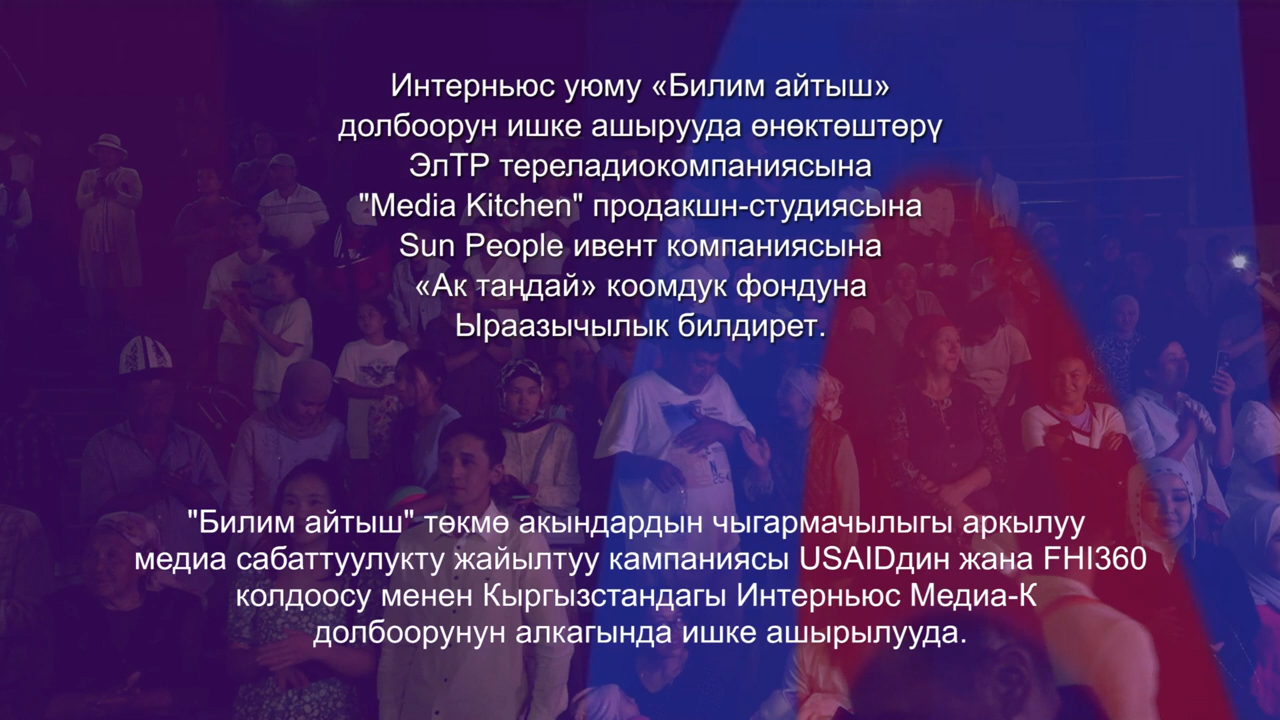 Интерньюс уюму «Билим айтыш»
долбоорун ишке ашырууда өнөктөштөрү
ЭлТР тереладиокомпаниясына
"Media Kitchen" продакшн-студиясына
Sun People ивент компаниясына
«Ак таңдай» коомдук фондуна
Ыраазычылык билдирет.
"Билим айтыш" төкмө акындардын чыгармачылыгы аркылуу
медиа сабаттуулукту жайылтуу кампаниясы USAIDдин жана FHI360
колдоосу менен Кыргызстандагы Интерньюс Медиа-К
долбоорунун алкагында ишке ашырылууда.